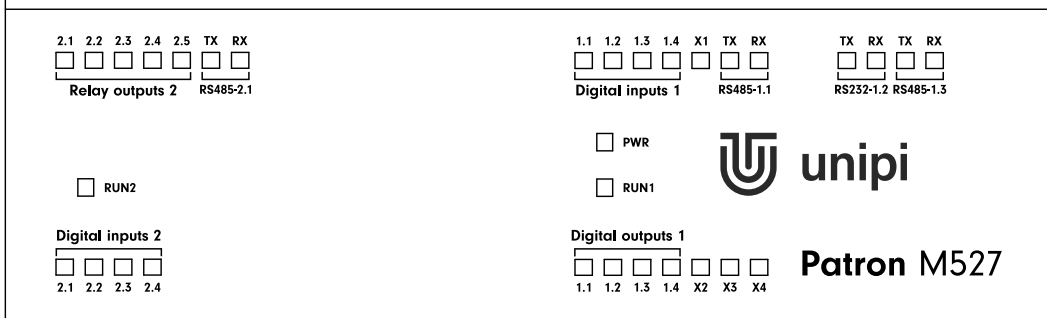 2.1 2.2 2.3 2.4 2.5 TX RX
Relay outputs 2 RS485-2.1
1.1 1.2 1.3 1.4 X1 TX RX
Digital inputs 1 RS485-1.1
TX RX TX RX
RS232-1.2 RS485-1.3
PWR
RUN2
RUN1
unipi
Digital inputs 2
2.1 2.2 2.3 2.4
Digital outputs 1
1.1 1.2 1.3 1.4 X2 X3 X4
Patron M527